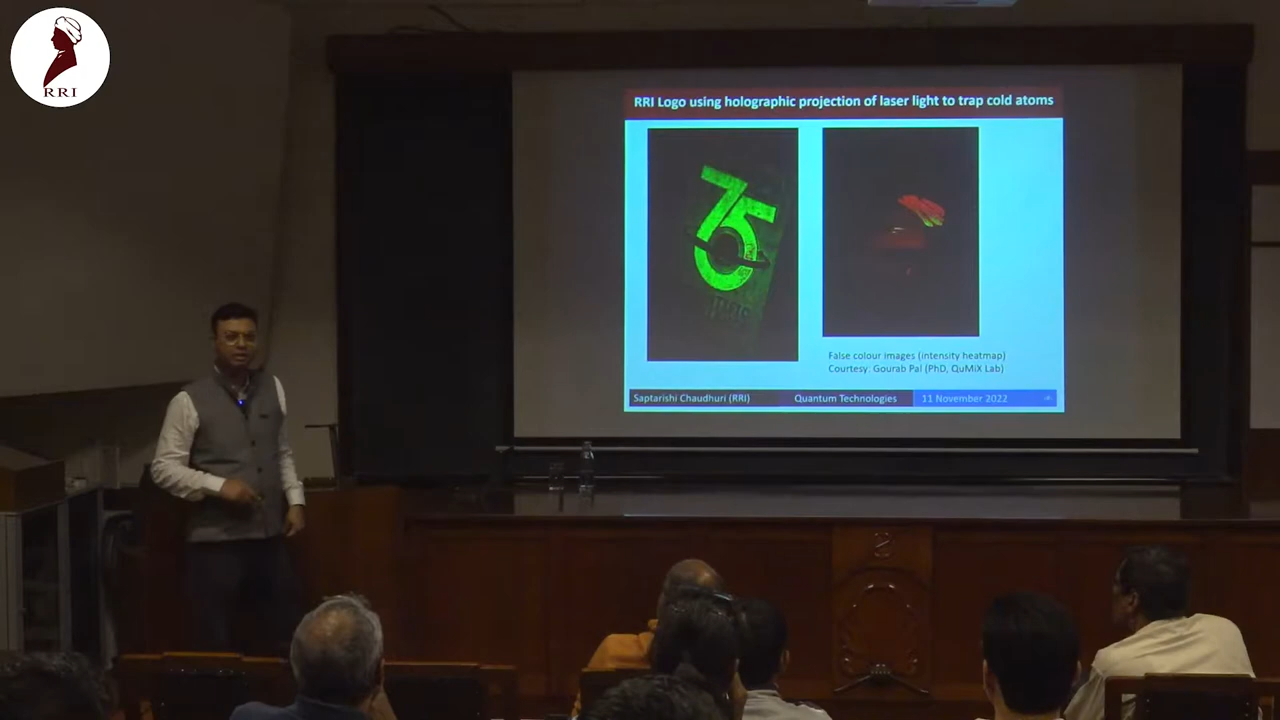 RRI
RRI Logo using holographic projection of laser light to trap cold atoms
75
False colour images (intensity heatmap)
Courtesy: Gourab Pal (PhD, QuMiX Lab)
Saptarishi Chaudhuri (RRI) Quantum Technologies 11 November 2022